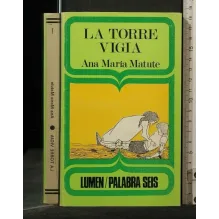 LA TORRE
VIGIA
Ana María Matute
LUMEN/PALABRA SEIS